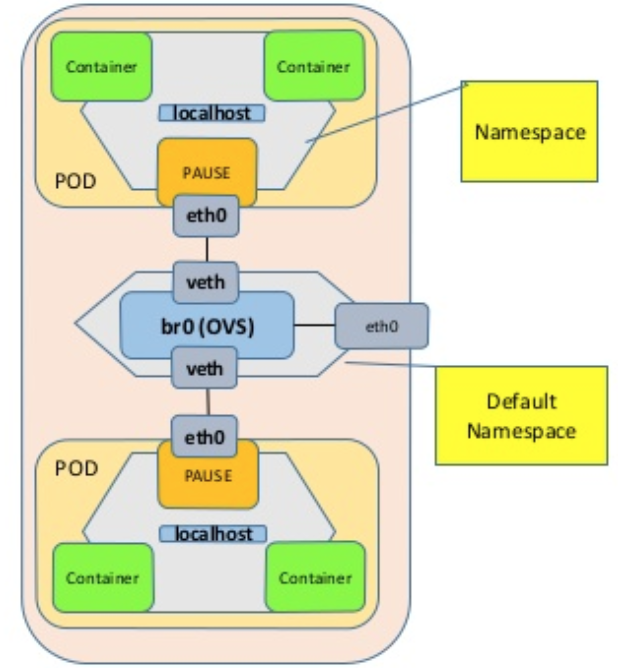 Container
Container
localhost
Namespace
PAUSE
POD
eth0
veth
br0 (OVS)
eth0
veth
Default
Namespace
eth0
POD
PAUSE
localhost
Container
Container